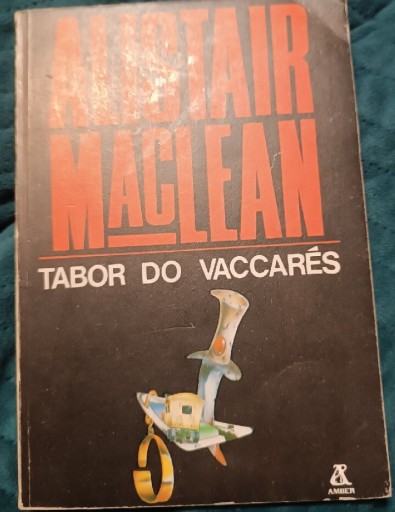 ALISTAIR
MACLEAN
TABOR DO VACCARÉS
AMBER